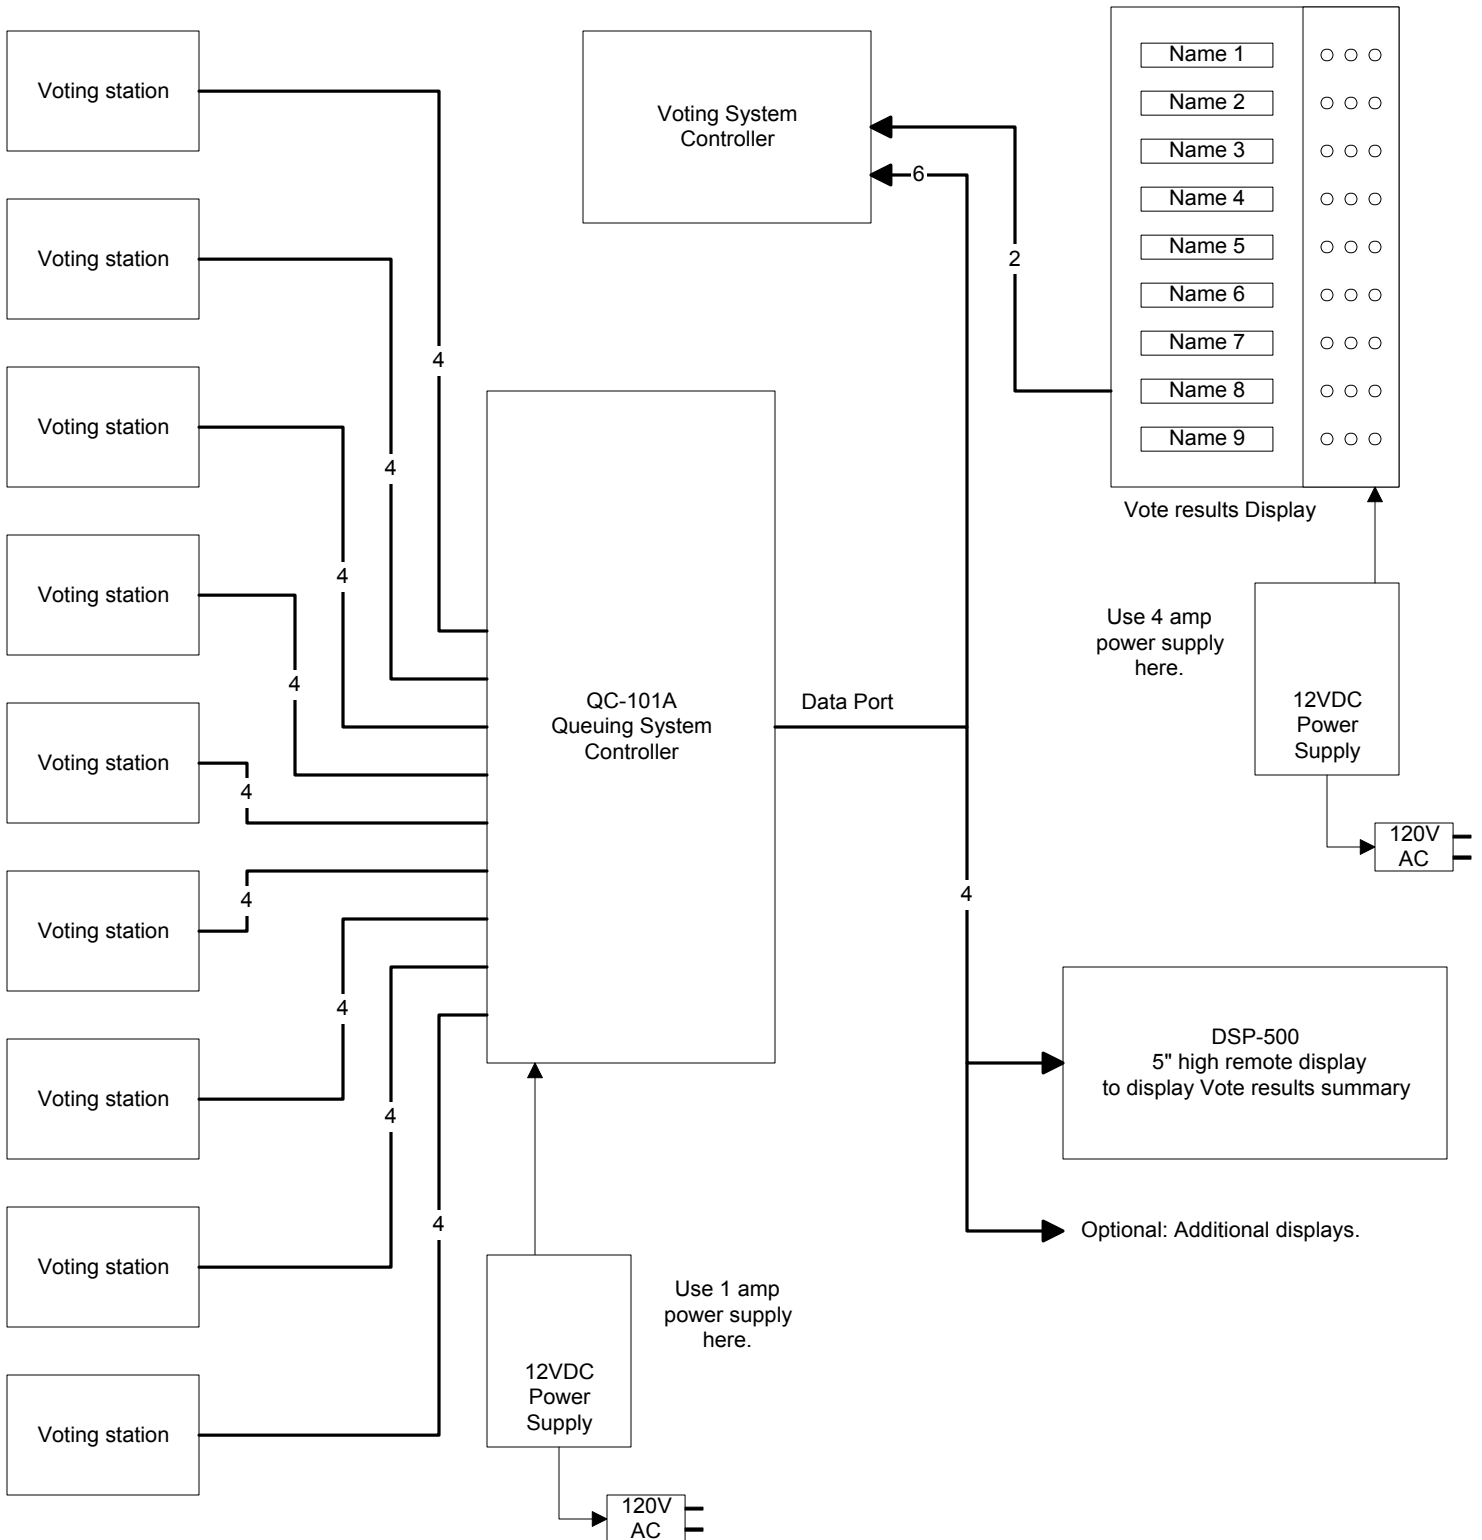 Voting station
Voting station
Voting station
Voting station
Voting station
Voting station
Voting station
Voting station
Voting station
4
4
4
4
4
4
4
4
4
QC-101A
Queuing System
Controller
Data Port
Voting System
Controller
6
2
4
Name 1
Name 2
Name 3
Name 4
Name 5
Name 6
Name 7
Name 8
Name 9
Vote results Display
Use 4 amp
power supply
here.
12VDC
Power
Supply
120V
AC
DSP-500
5" high remote display
to display Vote results summary
Optional: Additional displays.
Use 1 amp
power supply
here.
12VDC
Power
Supply
120V
AC